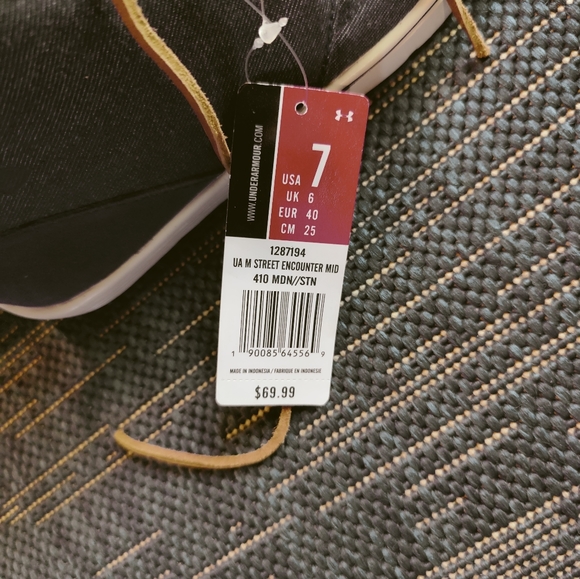 WWW.UNDERARMOUR.COM
USA 7
UK 6
EUR 40
CM 25
1287194
UA M STREET ENCOUNTER MID
410 MDN//STN
1 90085 64556 9
MADE IN INDONESIA / FABRIQUE EN INDONESIE
$69.99